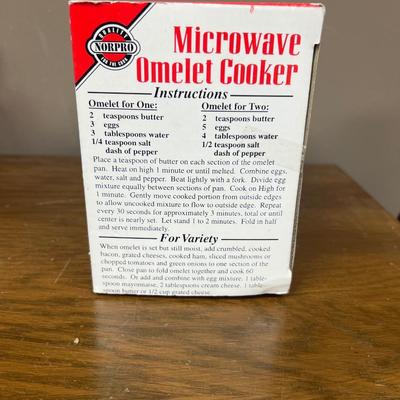 QUALITY
NORPRO
FOR THE COOK
Microwave
Omelet Cooker
Instructions
Omelet for One:
2 teaspoons butter
3 eggs
3 tablespoons water
1/4 teaspoon salt
dash of pepper
Omelet for Two:
2 teaspoons butter
5 eggs
4 tablespoons water
1/2 teaspoon salt
dash of pepper
Place a teaspoon of butter on each section of the omelet
pan. Heat on high 1 minute or until melted. Combine eggs,
water, salt and pepper. Beat lightly with a fork. Divide egg
mixture equally between sections of pan. Cook on High for
1 minute. Gently move cooked portion from outside edges
to allow uncooked mixture to flow to outside edge. Repeat
every 30 seconds for approximately 3 minutes, total or until
center is nearly set. Let stand 1 to 2 minutes. Fold in half
and serve immediately.
For Variety
When omelet is set but still moist, add crumbled, cooked
bacon, grated cheeses, cooked ham, sliced mushrooms or
chopped tomatoes and green onions to one section of the
pan. Close pan to fold omelet together and cook 60
seconds. Or add and combine with egg mixture, 1 table-
spoon mayonnaise, 2 tablespoons cream cheese, 1 table-
spoon butter or 1/2 cup grated cheese.